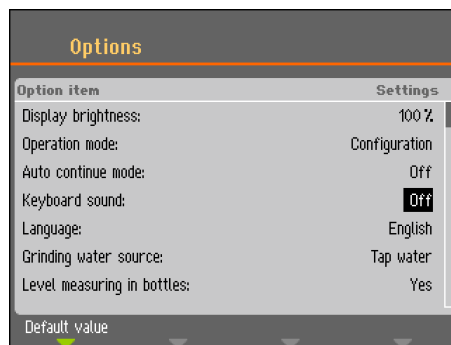 Options
Option item Settings
Display brightness: 100 %
Operation mode: Configuration
Auto continue mode: Off
Keyboard sound: Off
Language: English
Grinding water source: Tap water
Level measuring in bottles: Yes
Default value